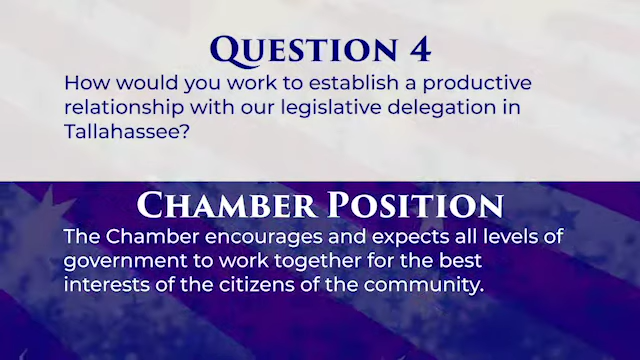 QUESTION 4
How would you work to establish a productive
relationship with our legislative delegation in
Tallahassee?
CHAMBER POSITION
The Chamber encourages and expects all levels of
government to work together for the best
interests of the citizens of the community.